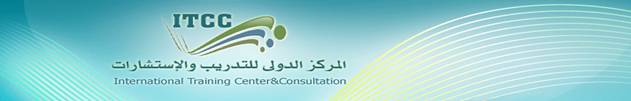 ITCC
المركز الدولى للتدريب والإستشارات
International Training Center&Consultation